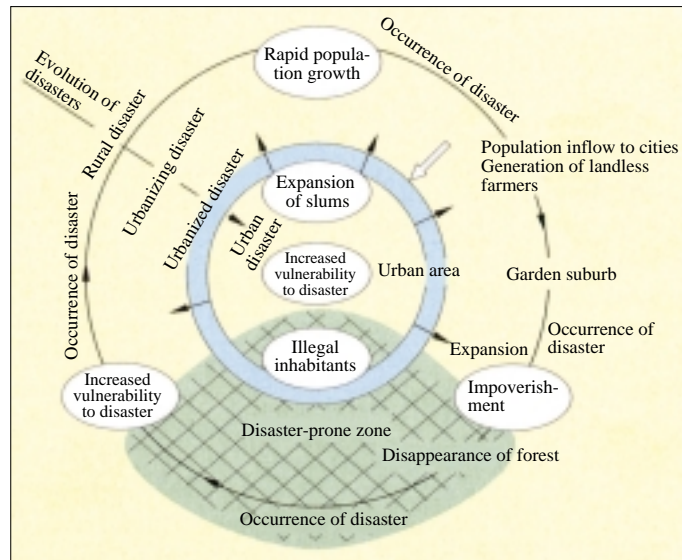 Rapid popula-
tion growth
Occurrence of disaster
Evolution of
disasters
Rural disaster
Urbanizing disaster
Urbanized disaster
Urban
disaster
Population inflow to cities
Generation of landless
farmers
Expansion
of slums
Occurrence of disaster
Increased
vulnerability
to disaster
Urban area
Garden suburb
Occurrence of
disaster
Expansion
Illegal
inhabitants
Increased
vulnerability
to disaster
Impoverish-
ment
Disaster-prone zone
Disappearance of forest
Occurrence of disaster